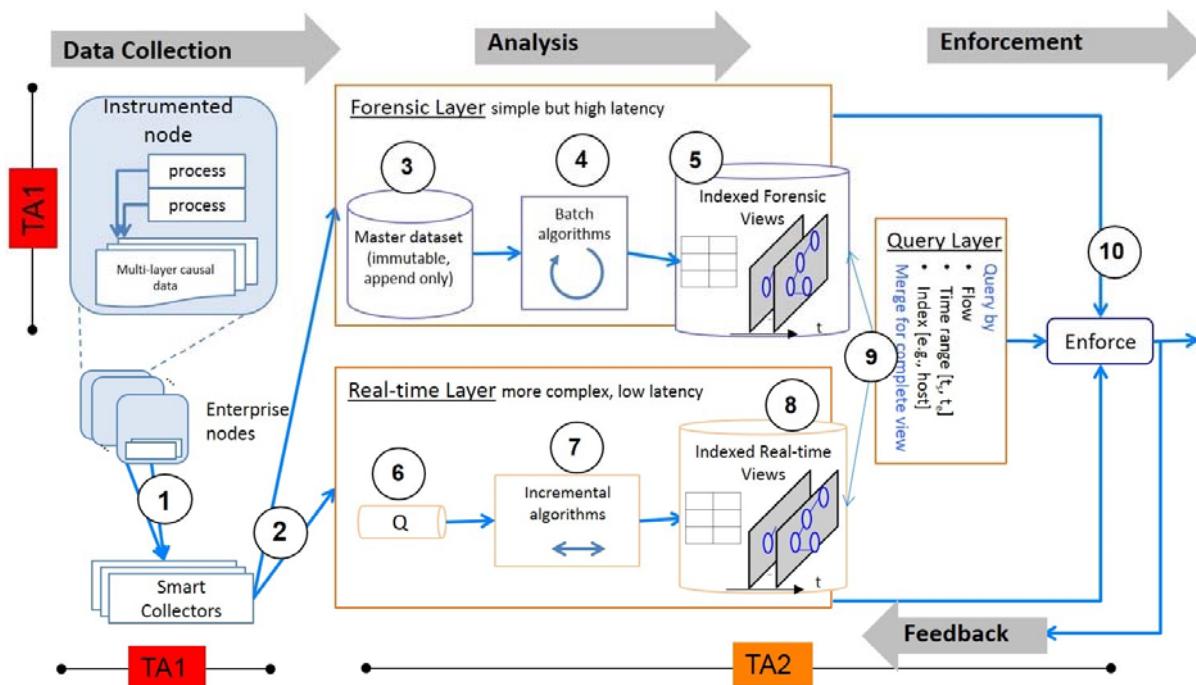 Data Collection
Analysis
Enforcement
Instrumented
node
process
process
Multi-layer causal
data
TA1
Enterprise
nodes
1
2
Smart
Collectors
TA1
Forensic Layer simple but high latency
3
4
5
Master dataset
(immutable,
append only)
Batch
algorithms
Indexed Forensic
Views
t
Real-time Layer more complex, low latency
6
7
8
Q
Incremental
algorithms
Indexed Real-time
Views
t
9
Query Layer
Query by
• Flow
• Time range [ts, te]
• Index [e.g., host]
Merge for complete view
10
Enforce
Feedback
TA2